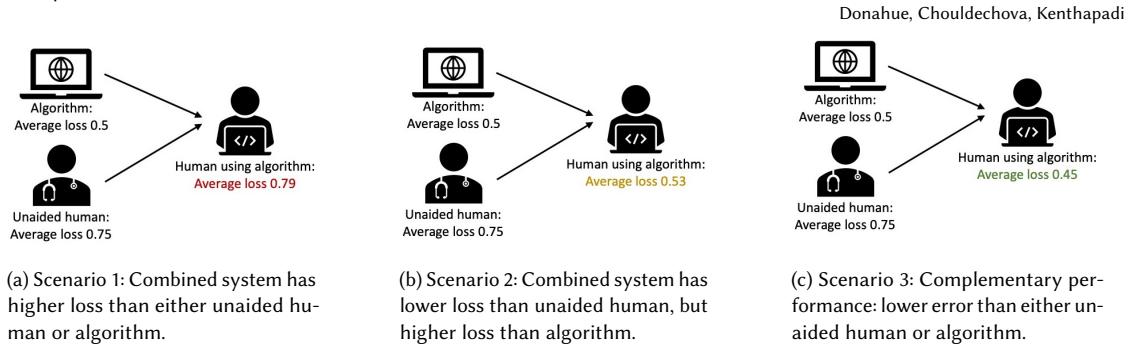 Donahue, Chouldechova, Kenthapadi
Algorithm:
Average loss 0.5
</>
Human using algorithm:
Average loss 0.79
Unaided human:
Average loss 0.75
(a) Scenario 1: Combined system has
higher loss than either unaided hu-
man or algorithm.
Algorithm:
Average loss 0.5
</>
Human using algorithm:
Average loss 0.53
Unaided human:
Average loss 0.75
(b) Scenario 2: Combined system has
lower loss than unaided human, but
higher loss than algorithm.
Algorithm:
Average loss 0.5
</>
Human using algorithm:
Average loss 0.45
Unaided human:
Average loss 0.75
(c) Scenario 3: Complementary per-
formance: lower error than either un-
aided human or algorithm.